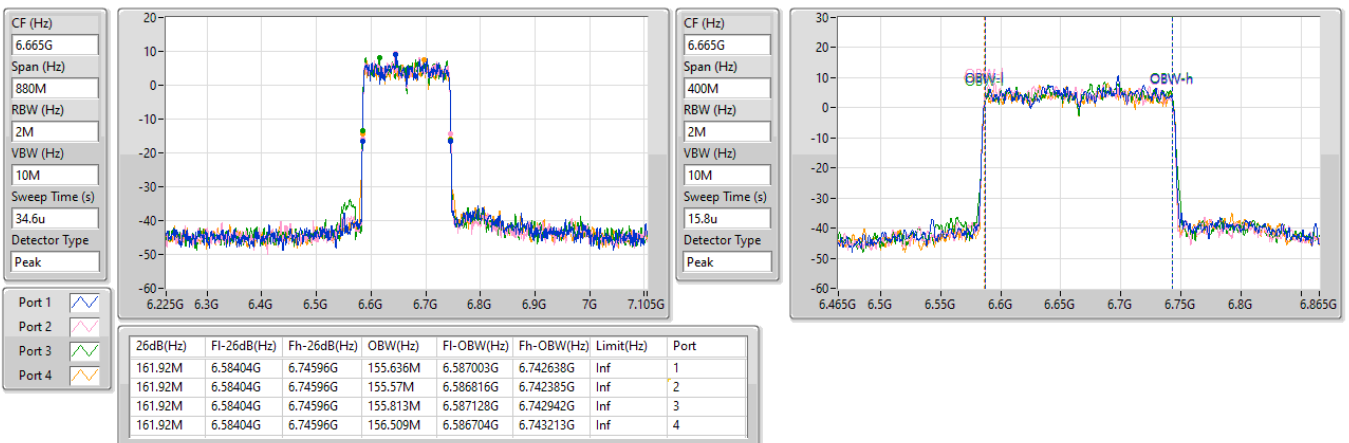 CF (Hz)
6.665G
Span (Hz)
880M
RBW (Hz)
2M
VBW (Hz)
10M
Sweep Time (s)
34.6u
Detector Type
Peak
20
10
0
-10
-20
-30
-40
-50
-60
6.225G 6.3G 6.4G 6.5G 6.6G 6.7G 6.8G 6.9G 7G 7.105G
CF (Hz)
6.665G
Span (Hz)
400M
RBW (Hz)
2M
VBW (Hz)
10M
Sweep Time (s)
15.8u
Detector Type
Peak
30
20
10
0
-10
-20
-30
-40
-50
-60
OBW-l OBW-h
6.465G 6.5G 6.55G 6.6G 6.65G 6.7G 6.75G 6.8G 6.865G
Port 1
Port 2
Port 3
Port 4
26dB(Hz) Fl-26dB(Hz) Fh-26dB(Hz) OBW(Hz) Fl-OBW(Hz) Fh-OBW(Hz) Limit(Hz) Port
161.92M 6.58404G 6.74596G 155.636M 6.587003G 6.742638G Inf 1
161.92M 6.58404G 6.74596G 155.57M 6.586816G 6.742385G Inf 2
161.92M 6.58404G 6.74596G 155.813M 6.587128G 6.742942G Inf 3
161.92M 6.58404G 6.74596G 156.509M 6.586704G 6.743213G Inf 4